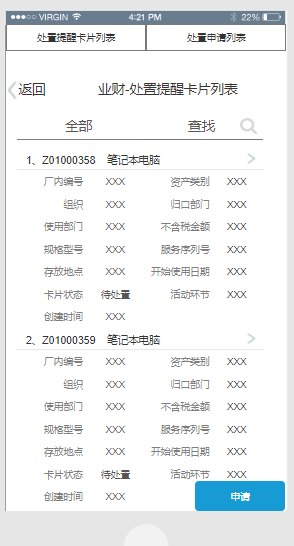 VIRGIN 4:21 PM 22%
处置提醒卡片列表 处置申请列表
返回 业财-处置提醒卡片列表
全部 查找
1、Z01000358 笔记本电脑
厂内编号 XXX 资产类别 XXX
组织 XXX 归口部门 XXX
使用部门 XXX 不含税金额 XXX
规格型号 XXX 服务序列号 XXX
存放地点 XXX 开始使用日期 XXX
卡片状态 待处置 活动环节 XXX
创建时间 XXX
2、Z01000359 笔记本电脑
厂内编号 XXX 资产类别 XXX
组织 XXX 归口部门 XXX
使用部门 XXX 不含税金额 XXX
规格型号 XXX 服务序列号 XXX
存放地点 XXX 开始使用日期 XXX
卡片状态 待处置 活动环节 XXX
创建时间 XXX 申请